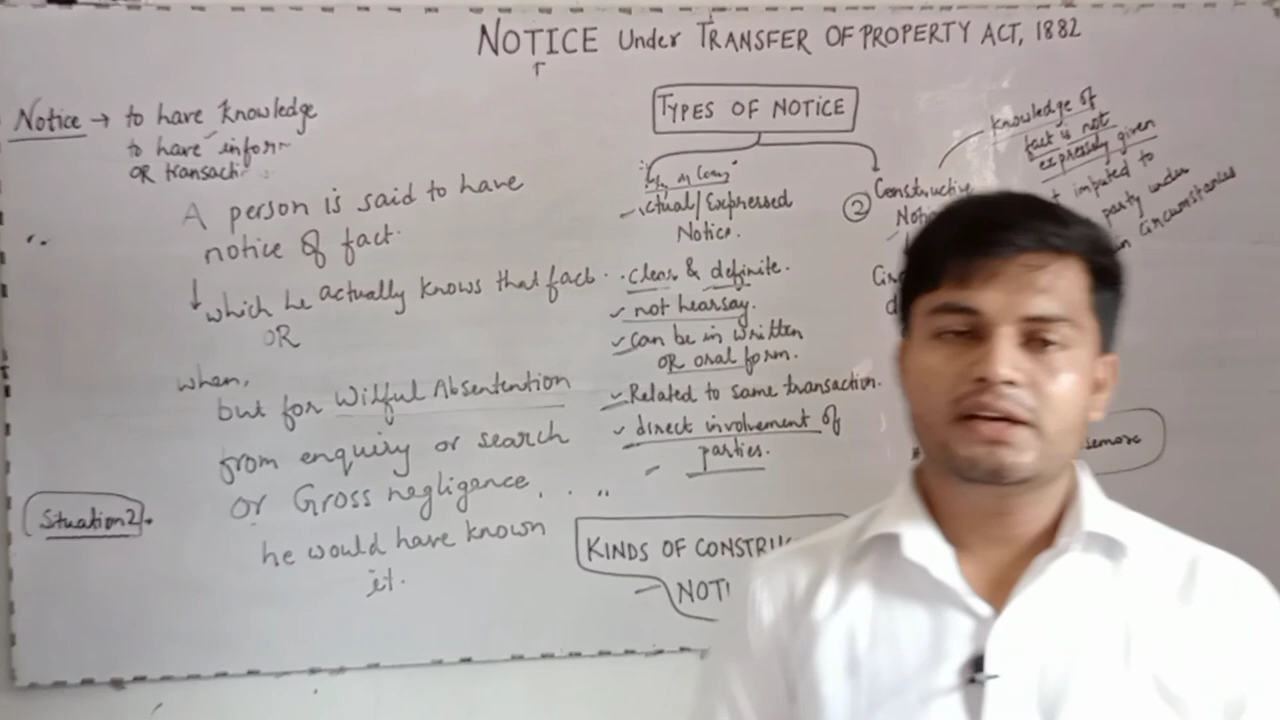 NOTICE Under TRANSFER OF PROPERTY ACT, 1882
Notice → to have Knowledge
to have inform
OR transacti
A person is said to have
notice of fact.
↓ which he actually knows that fact.
OR
when,
but for Wilful Absentention
from enquiry or search
or Gross negligence
he would have known
it.
Situation 2
TYPES OF NOTICE
ctual/Expressed
Notice.
clear & definite.
not hearsay.
can be in written
OR oral form.
Related to same transaction.
direct involvement of
parties.
② Constructive
Noti
Knowledge of
fact is not
expressly given
imputed to
party under
circumstances
KINDS OF CONSTRUC
NOTI